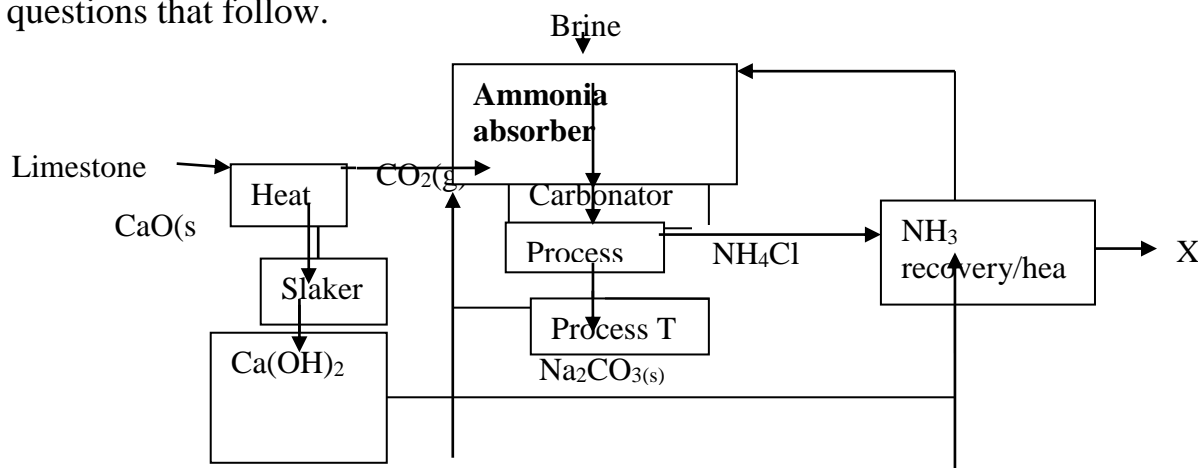 questions that follow.
Brine
Ammonia
absorber
Limestone
CO₂(g)
Heat
Carbonator
CaO(s
NH₃
recovery/hea
Process
NH₄Cl
X
Slaker
Process T
Ca(OH)₂
Na₂CO₃(s)